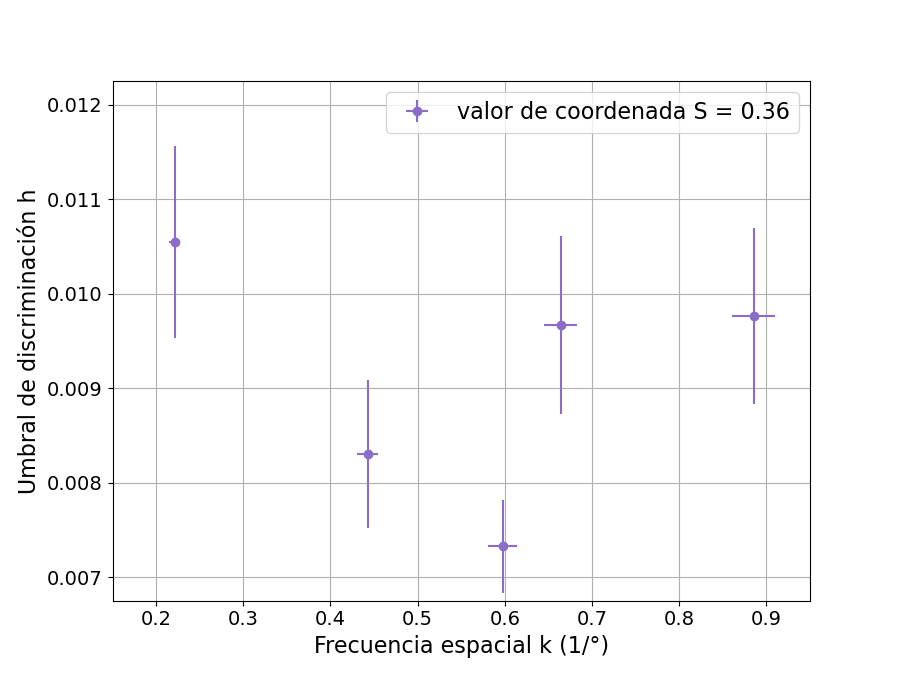 valor de coordenada S = 0.36
Umbral de discriminación h
0.012
0.011
0.010
0.009
0.008
0.007
0.2 0.3 0.4 0.5 0.6 0.7 0.8 0.9
Frecuencia espacial k (1/°)